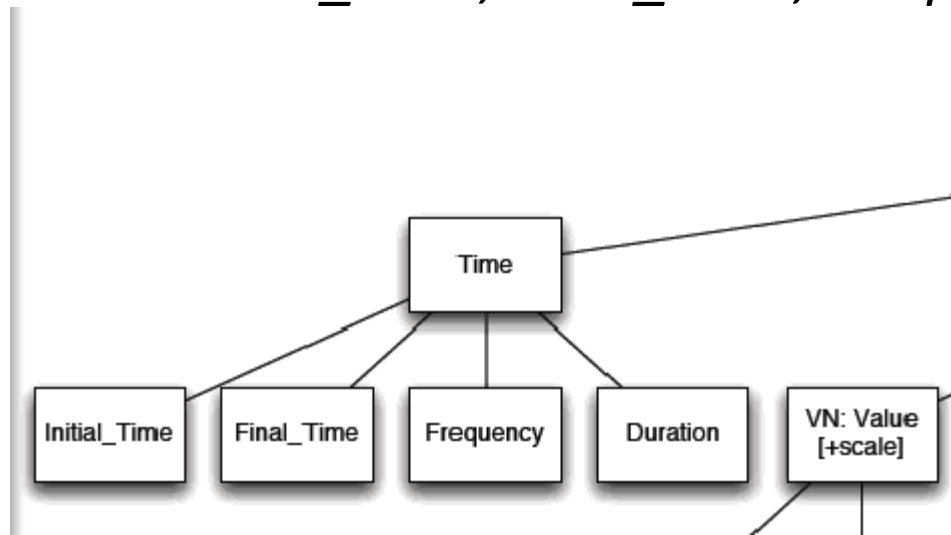 Time
Initial_Time
Final_Time
Frequency
Duration
VN: Value
[+scale]